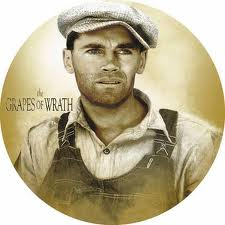 the
GRAPES OF WRATH